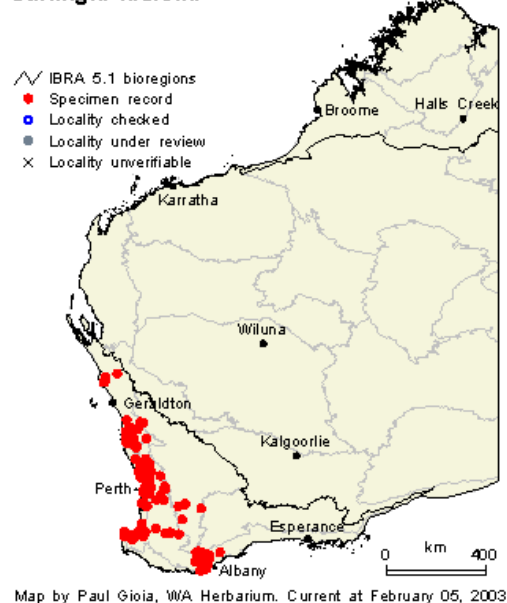 IBRA 5.1 bioregions
Specimen record
Locality checked
Locality under review
× Locality unverifiable
Broome
Halls Creek
Karratha
Wiluna
Geraldton
Kalgoorlie
Perth
Esperance
Albany
0 km 400
Map by Paul Gioia, WA Herbarium. Current at February 05, 2003